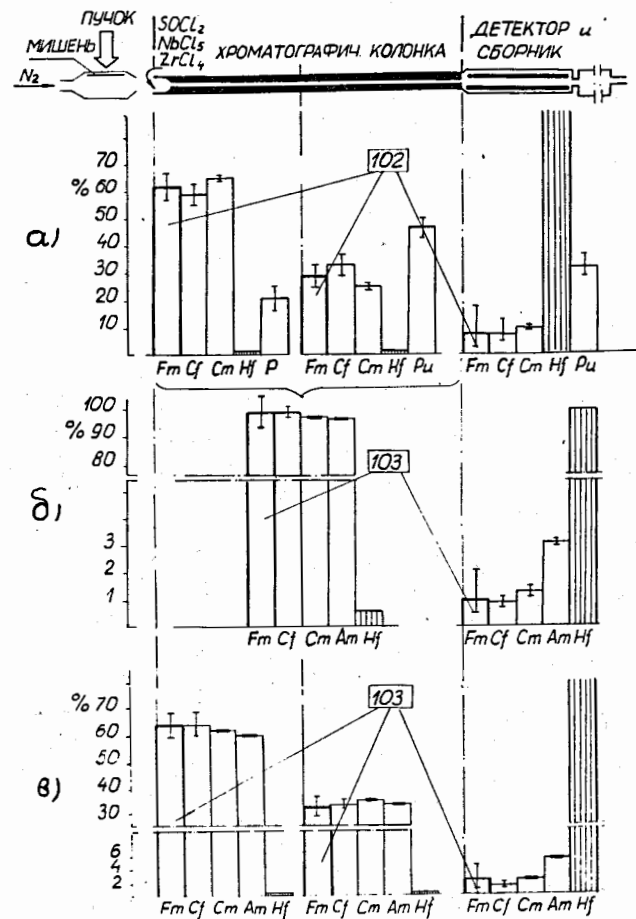 ПУЧОК
МИШЕНЬ
N₂
SOCl₂
NbCl₅
ZrCl₄
ХРОМАТОГРАФИЧ. КОЛОНКА
ДЕТЕКТОР и
СБОРНИК
а)
%
70
60
50
40
30
20
10
102
Fm Cf Cm Hf P
Fm Cf Cm Hf Pu
Fm Cf Cm Hf Pu
б)
%
100
90
80
3
2
1
103
Fm Cf Cm Am Hf
Fm Cf Cm Am Hf
в)
%
70
60
50
40
30
6
4
2
103
Fm Cf Cm Am Hf
Fm Cf Cm Am Hf
Fm Cf Cm Am Hf